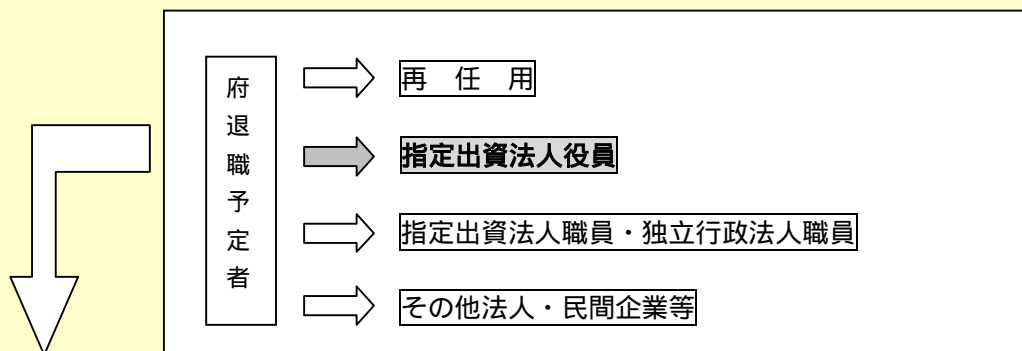 府退職予定者
再　任　用
指定出資法人役員
指定出資法人職員・独立行政法人職員
その他法人・民間企業等